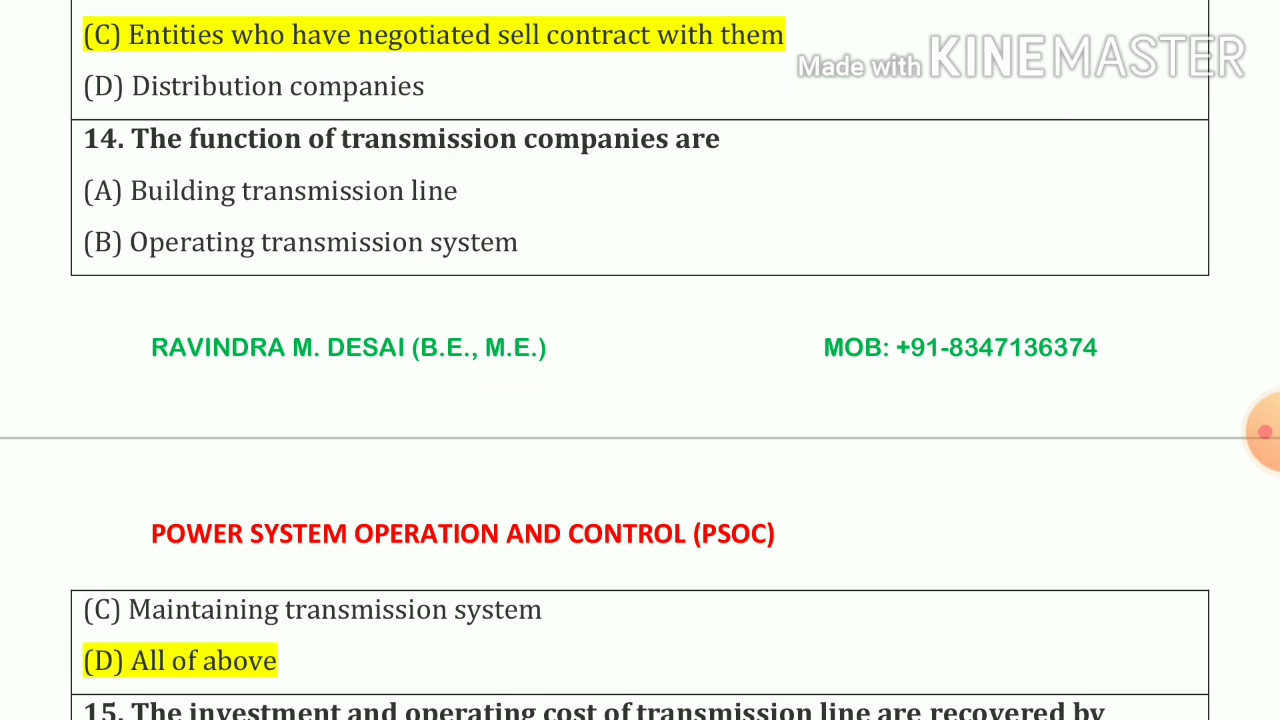 (C) Entities who have negotiated sell contract with them
Made with KINEMASTER
(D) Distribution companies
14. The function of transmission companies are
(A) Building transmission line
(B) Operating transmission system
RAVINDRA M. DESAI (B.E., M.E.) MOB: +91-8347136374
POWER SYSTEM OPERATION AND CONTROL (PSOC)
(C) Maintaining transmission system
(D) All of above
15. The investment and operating cost of transmission line are recovered by